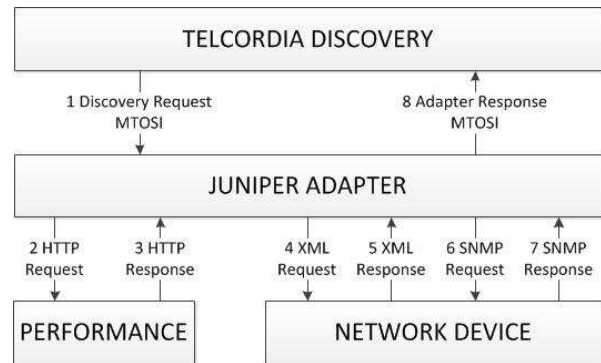 TELCORDIA DISCOVERY
1 Discovery Request
MTOSI
8 Adapter Response
MTOSI
JUNIPER ADAPTER
2 HTTP
Request
3 HTTP
Response
4 XML
Request
5 XML
Response
6 SNMP
Request
7 SNMP
Response
PERFORMANCE
NETWORK DEVICE